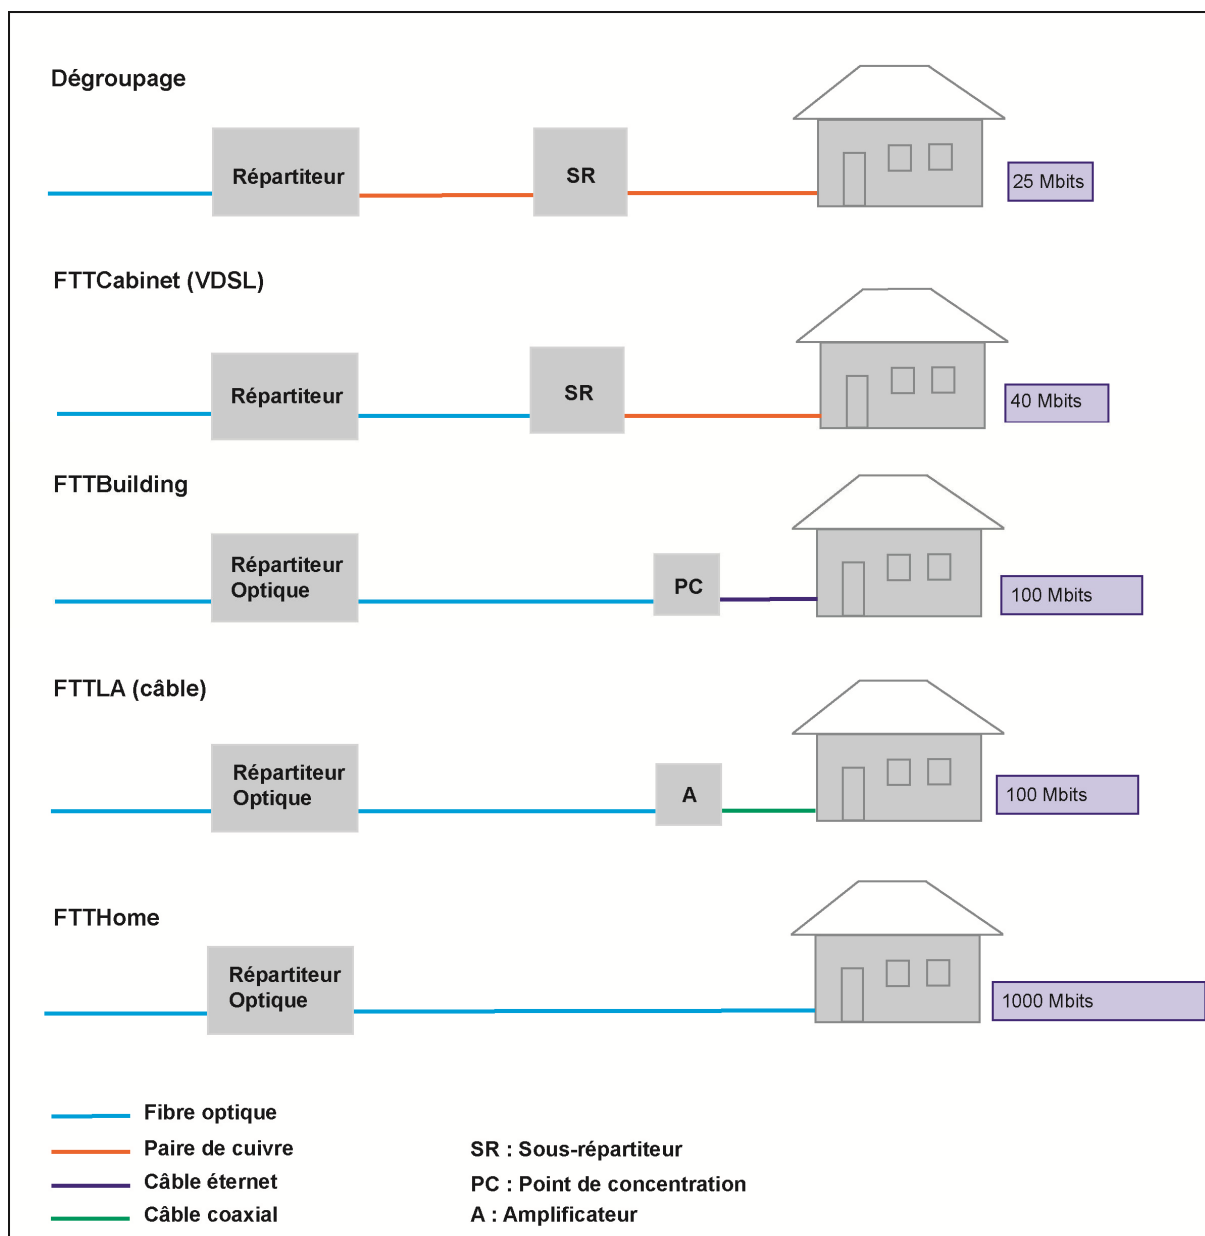 Dégroupage
Répartiteur
SR
25 Mbits
FTTCabinet (VDSL)
Répartiteur
SR
40 Mbits
FTTBuilding
Répartiteur
Optique
PC
100 Mbits
FTTLA (câble)
Répartiteur
Optique
A
100 Mbits
FTTHome
Répartiteur
Optique
1000 Mbits
Fibre optique
Paire de cuivre
Câble éternet
Câble coaxial
SR : Sous-répartiteur
PC : Point de concentration
A : Amplificateur